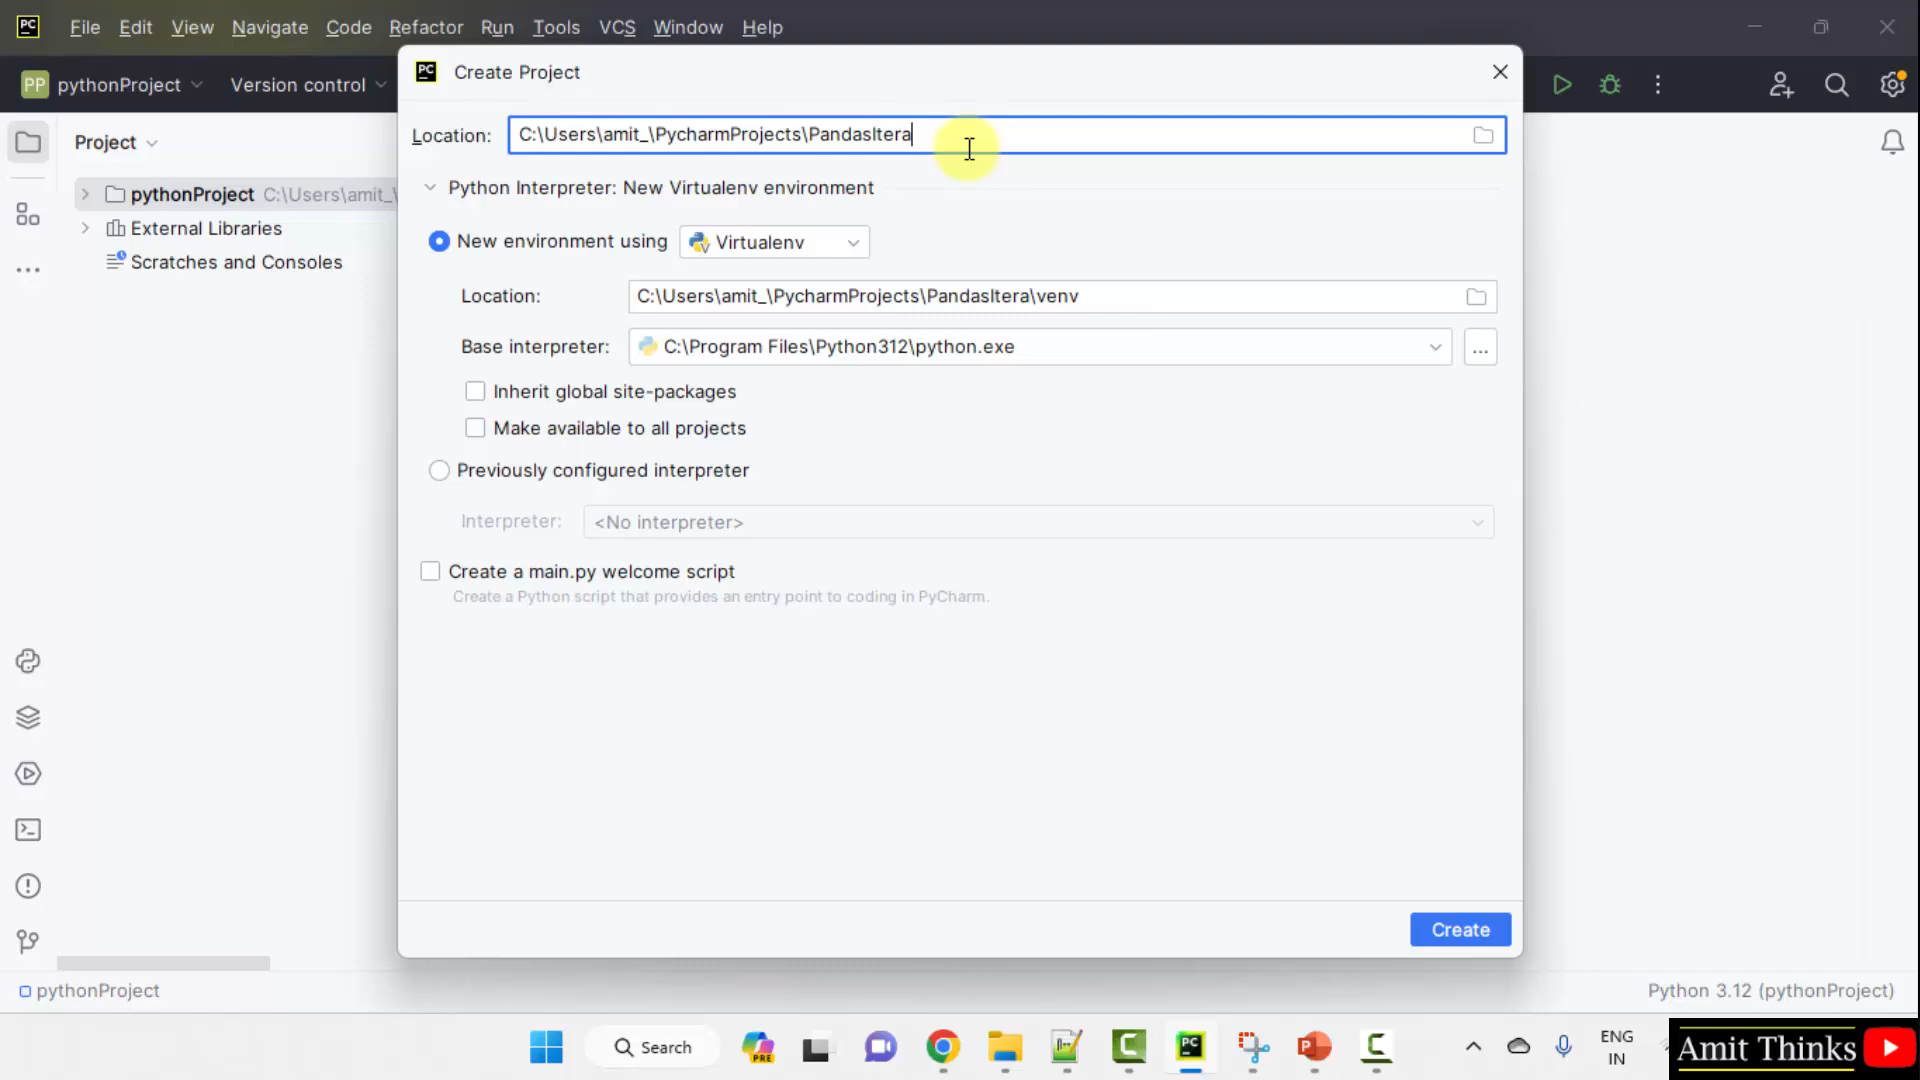 PC File Edit View Navigate Code Refactor Run Tools VCS Window Help
PC Create Project
PP pythonProject Version control
Project
Location: C:\Users\amit_\PycharmProjects\PandasItera
pythonProject C:\Users\amit_\
Python Interpreter: New Virtualenv environment
External Libraries
New environment using Virtualenv
Scratches and Consoles
Location: C:\Users\amit_\PycharmProjects\PandasItera\venv
Base interpreter: C:\Program Files\Python312\python.exe ...
Inherit global site-packages
Make available to all projects
Previously configured interpreter
Interpreter: <No interpreter>
Create a main.py welcome script
Create a Python script that provides an entry point to coding in PyCharm.
Create
pythonProject Python 3.12 (pythonProject)
Search PRE PC P ENG
IN
Amit Thinks